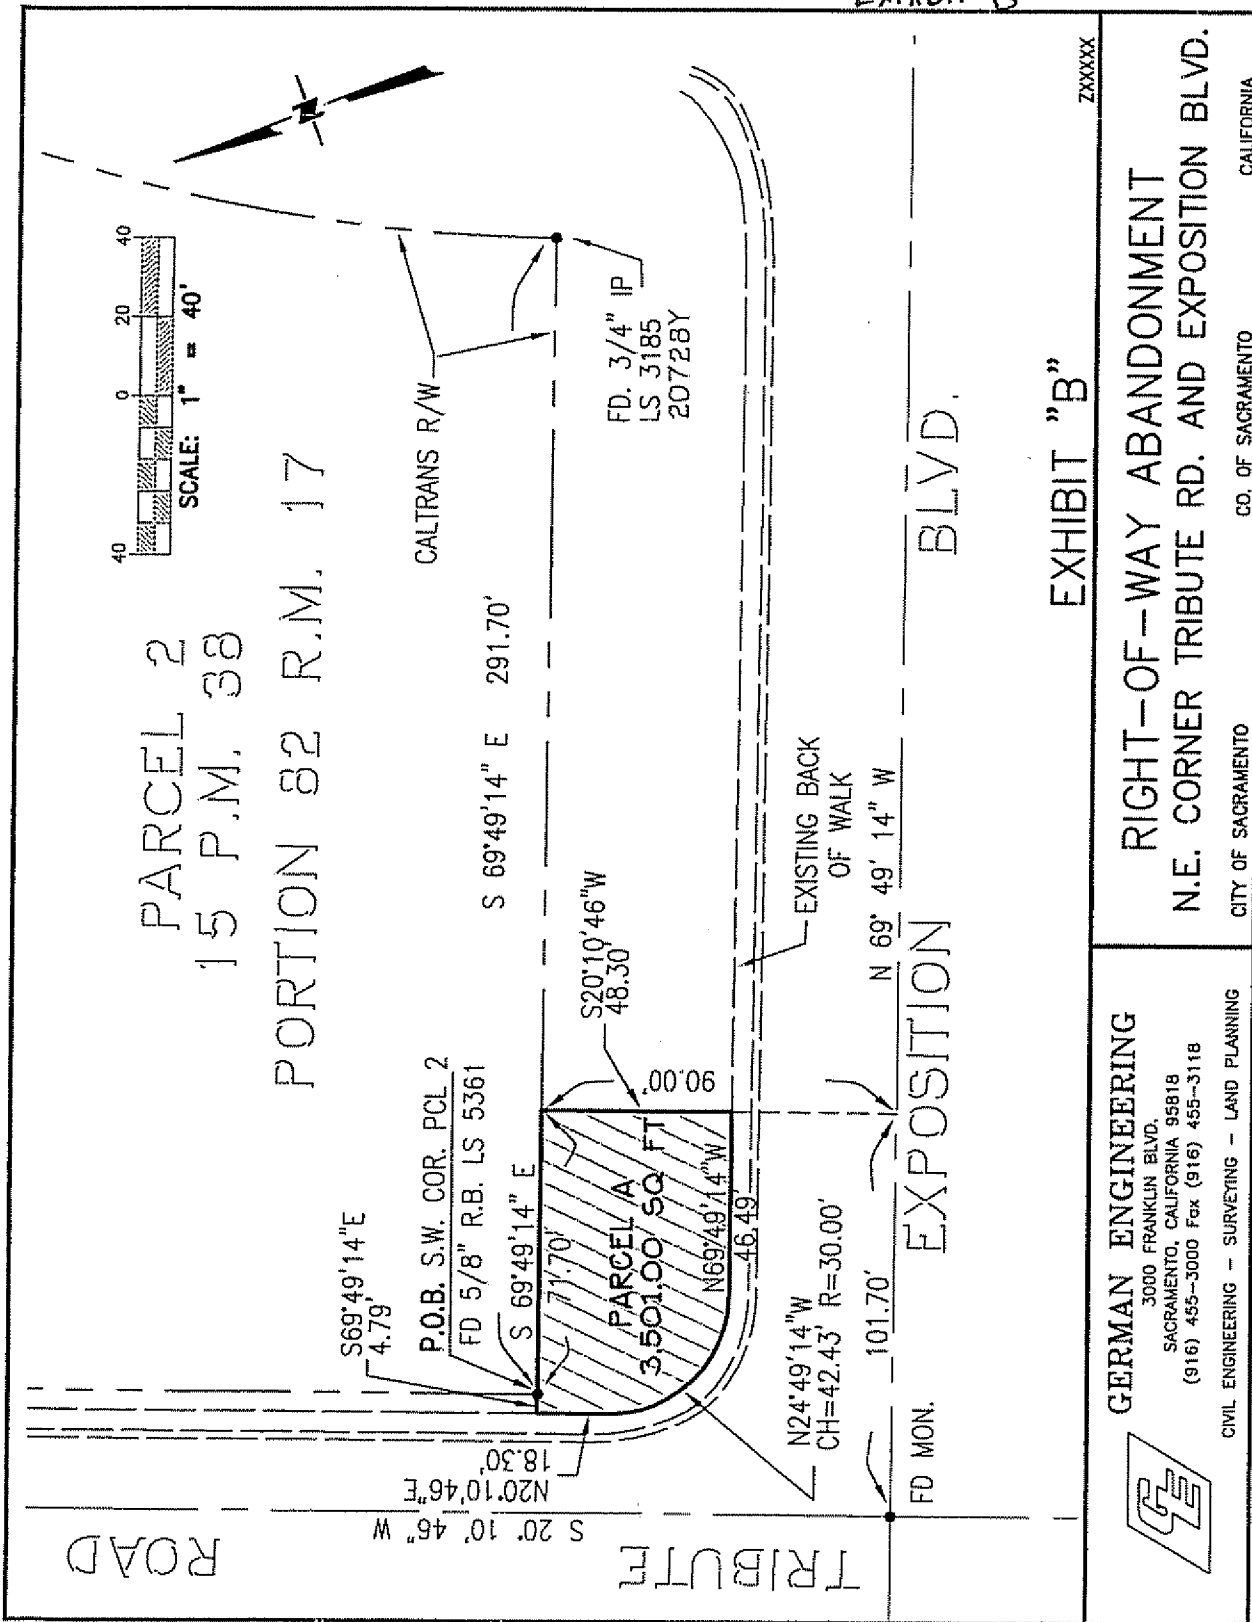 PARCEL 2
15 P.M. 38
PORTION 82 R.M. 17
40 0 20 40
SCALE: 1" = 40'
CALTRANS R/W
FD. 3/4" IP
LS 3185
20728Y
S 69°49'14" E 291.70'
S69°49'14"E
4.79'
P.O.B. S.W. COR. PCL 2
FD 5/8" R.B. LS 5361
S 69°49'14" E
71.70'
S20°10'46"W
48.30'
90.00'
PARCEL A
3,501.00 SQ FT
N69°49'14"W
46.49'
18.30'
N20°10'46"E
S 20° 10' 46" W
TRIBUTE ROAD
EXISTING BACK
OF WALK
N24°49'14"W
CH=42.43' R=30.00'
101.70'
N 69° 49' 14" W
EXPOSITION BLVD.
FD MON.
EXHIBIT "B"
ZXXXXX
GE
GERMAN ENGINEERING
3000 FRANKLIN BLVD.
SACRAMENTO, CALIFORNIA 95818
(916) 455-3000 Fax (916) 455-3118
CIVIL ENGINEERING - SURVEYING - LAND PLANNING
RIGHT-OF-WAY ABANDONMENT
N.E. CORNER TRIBUTE RD. AND EXPOSITION BLVD.
CITY OF SACRAMENTO CO. OF SACRAMENTO CALIFORNIA